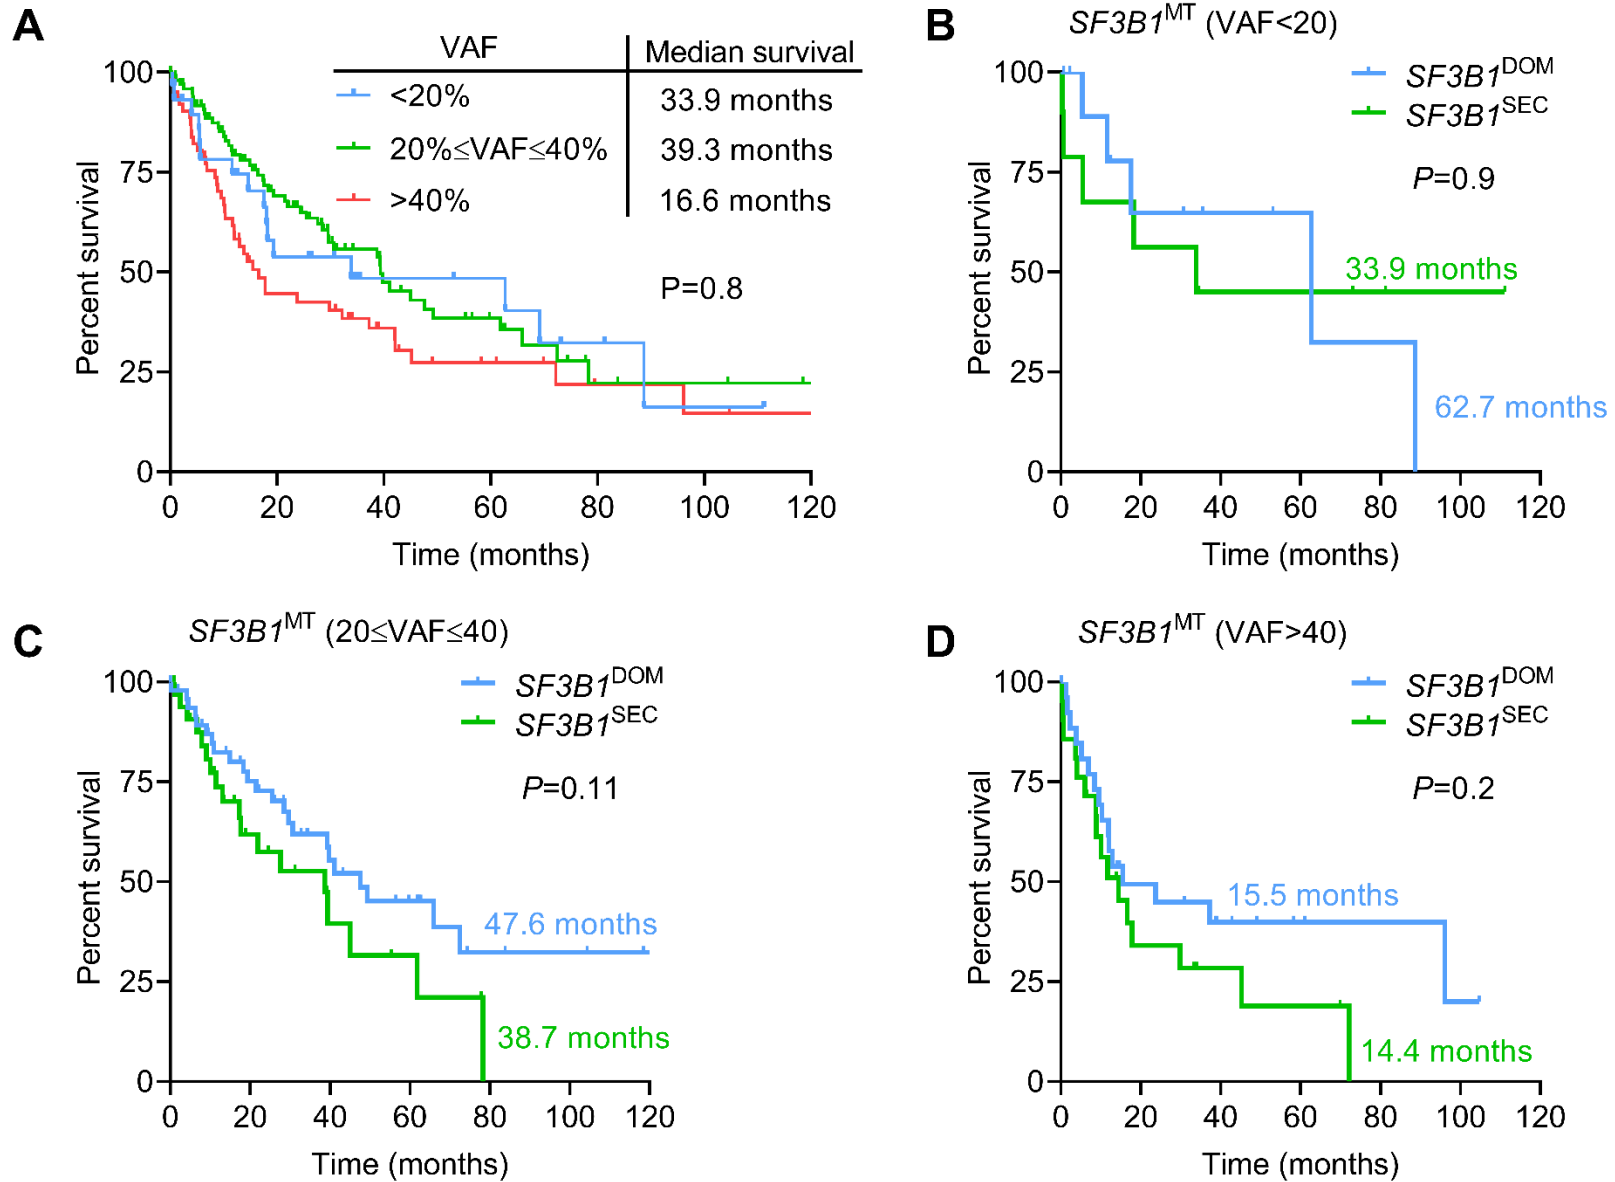 A
VAF Median survival
<20% 33.9 months
20%≤VAF≤40% 39.3 months
>40% 16.6 months
P=0.8
Percent survival
100
75
50
25
0
0 20 40 60 80 100 120
Time (months)
B
SF3B1MT (VAF<20)
SF3B1DOM
SF3B1SEC
P=0.9
33.9 months
62.7 months
Percent survival
100
75
50
25
0
0 20 40 60 80 100 120
Time (months)
C
SF3B1MT (20≤VAF≤40)
SF3B1DOM
SF3B1SEC
P=0.11
47.6 months
38.7 months
Percent survival
100
75
50
25
0
0 20 40 60 80 100 120
Time (months)
D
SF3B1MT (VAF>40)
SF3B1DOM
SF3B1SEC
P=0.2
15.5 months
14.4 months
Percent survival
100
75
50
25
0
0 20 40 60 80 100 120
Time (months)